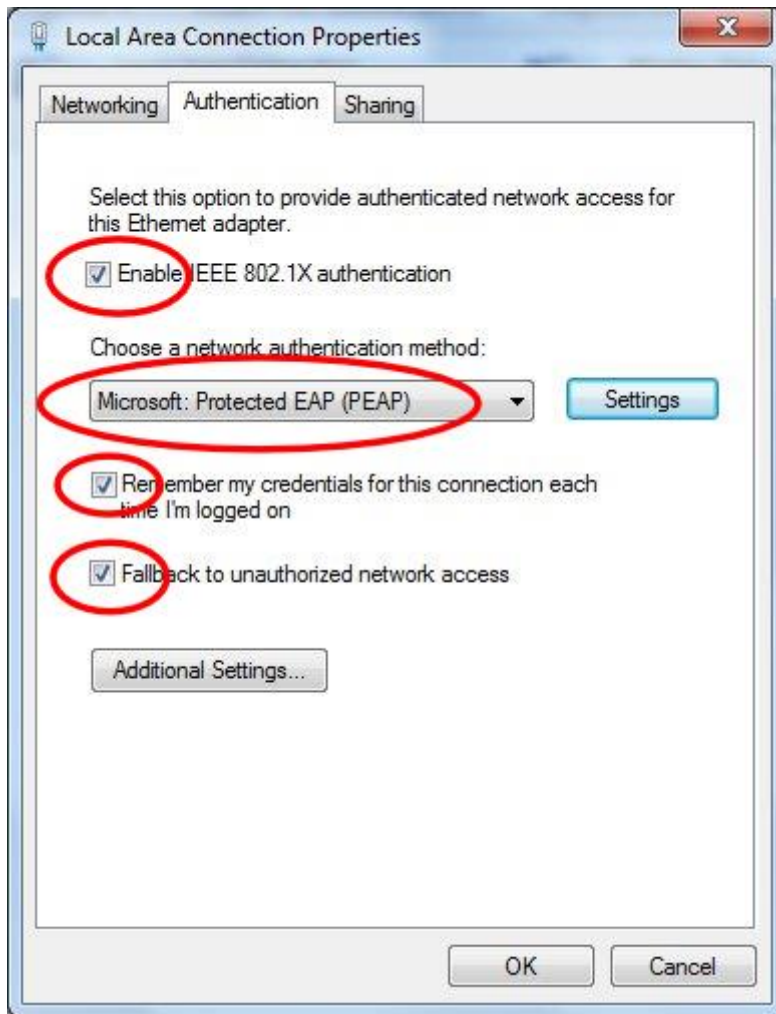 Local Area Connection Properties
Networking Authentication Sharing
Select this option to provide authenticated network access for
this Ethernet adapter.
Enable IEEE 802.1X authentication
Choose a network authentication method:
Microsoft: Protected EAP (PEAP) Settings
Remember my credentials for this connection each
time I'm logged on
Fallback to unauthorized network access
Additional Settings...
OK Cancel